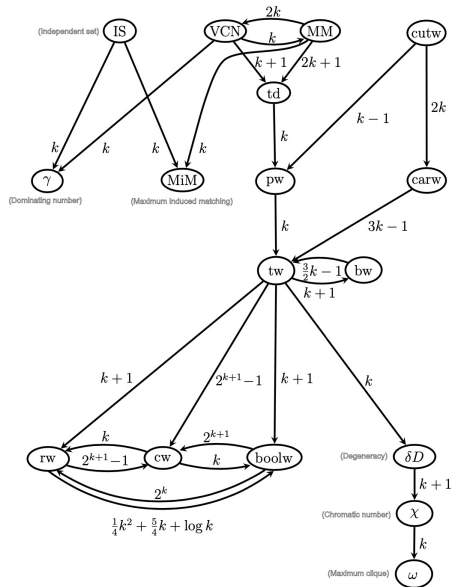 2k
(Independent set) IS VCN MM cutw
k
k + 1 2k + 1
td
2k
k − 1
k k k k
γ MiM pw carw
(Dominating number) (Maximum induced matching)
k 3k − 1
tw 3/2k − 1 bw
k + 1
k + 1 2^{k+1}−1 k + 1 k
k 2^{k+1}
rw cw boolw (Degeneracy) δD
2^{k+1}−1 k
k + 1
2^k
1/4k^2 + 5/4k + log k
(Chromatic number) χ
k
(Maximum clique) ω